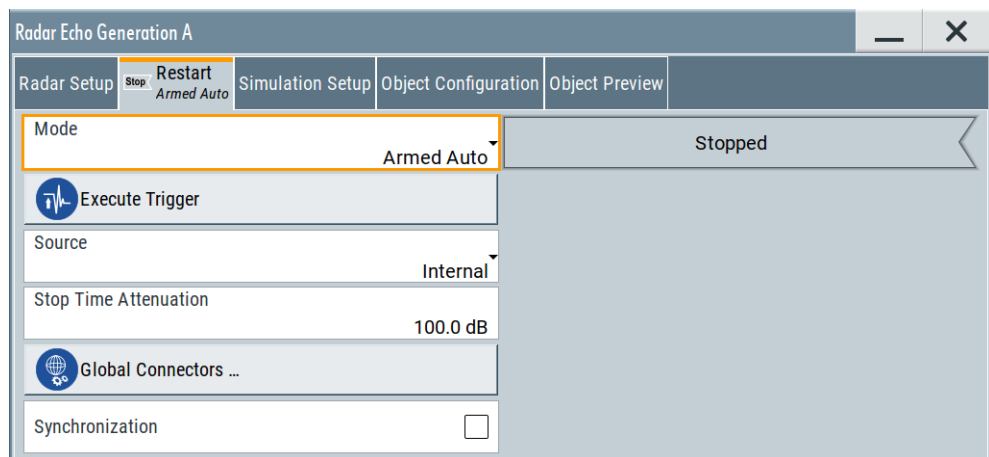 Radar Echo Generation A
Radar Setup
Stop
Restart
Armed Auto
Simulation Setup
Object Configuration
Object Preview
Mode
Armed Auto
Stopped
Execute Trigger
Source
Internal
Stop Time Attenuation
100.0 dB
Global Connectors ...
Synchronization